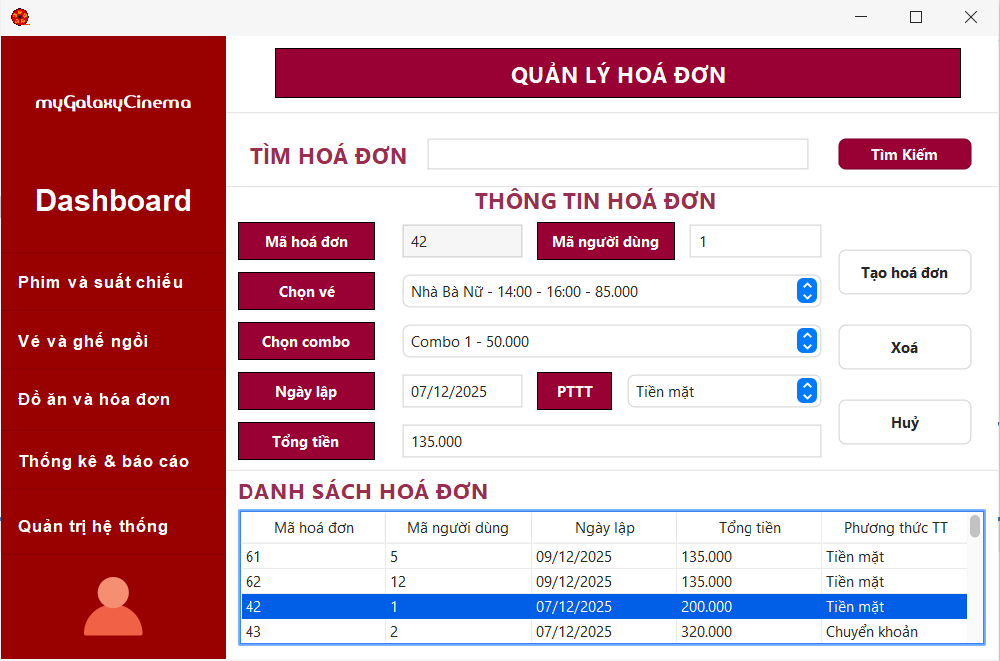 QUẢN LÝ HOÁ ĐƠN
myGalaxyCinema
TÌM HOÁ ĐƠN Tìm Kiếm
Dashboard
THÔNG TIN HOÁ ĐƠN
Mã hoá đơn 42 Mã người dùng 1
Tạo hoá đơn
Phim và suất chiếu
Chọn vé Nhà Bà Nữ - 14:00 - 16:00 - 85.000
Vé và ghế ngồi
Chọn combo Combo 1 - 50.000
Xoá
Đồ ăn và hóa đơn
Ngày lập 07/12/2025 PTTT Tiền mặt
Huỷ
Tổng tiền 135.000
Thống kê & báo cáo
DANH SÁCH HOÁ ĐƠN
Quản trị hệ thống
Mã hoá đơn Mã người dùng Ngày lập Tổng tiền Phương thức TT
61 5 09/12/2025 135.000 Tiền mặt
62 12 09/12/2025 135.000 Tiền mặt
42 1 07/12/2025 200.000 Tiền mặt
43 2 07/12/2025 320.000 Chuyển khoản